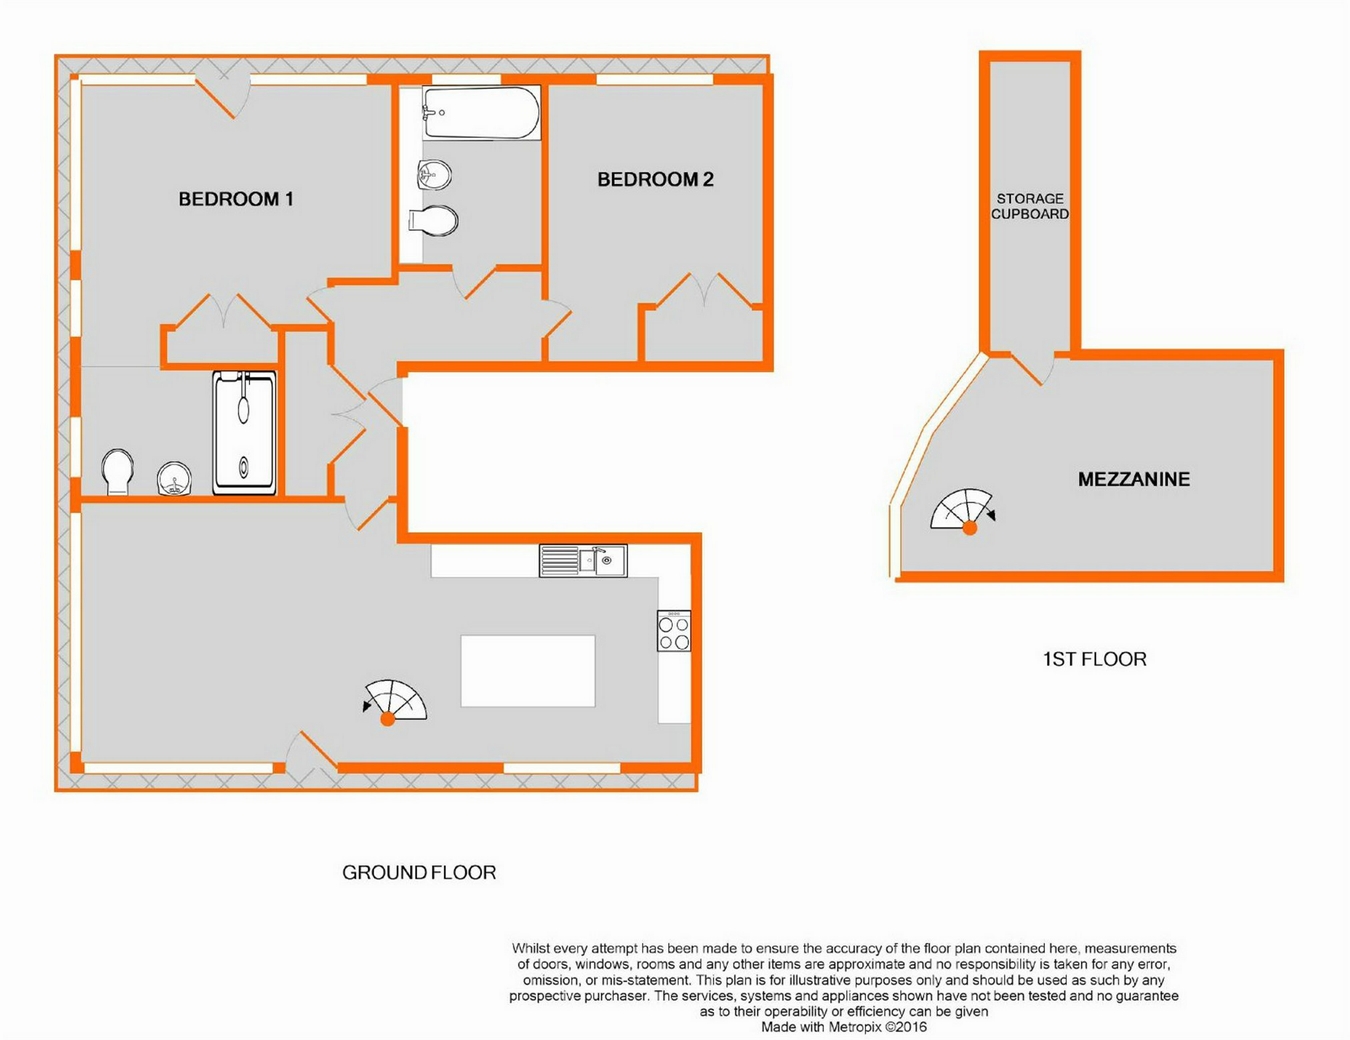 BEDROOM 1
BEDROOM 2
STORAGE
CUPBOARD
MEZZANINE
1ST FLOOR
GROUND FLOOR
Whilst every attempt has been made to ensure the accuracy of the floor plan contained here, measurements
of doors, windows, rooms and any other items are approximate and no responsibility is taken for any error,
omission, or mis-statement. This plan is for illustrative purposes only and should be used as such by any
prospective purchaser. The services, systems and appliances shown have not been tested and no guarantee
as to their operability or efficiency can be given
Made with Metropix ©2016